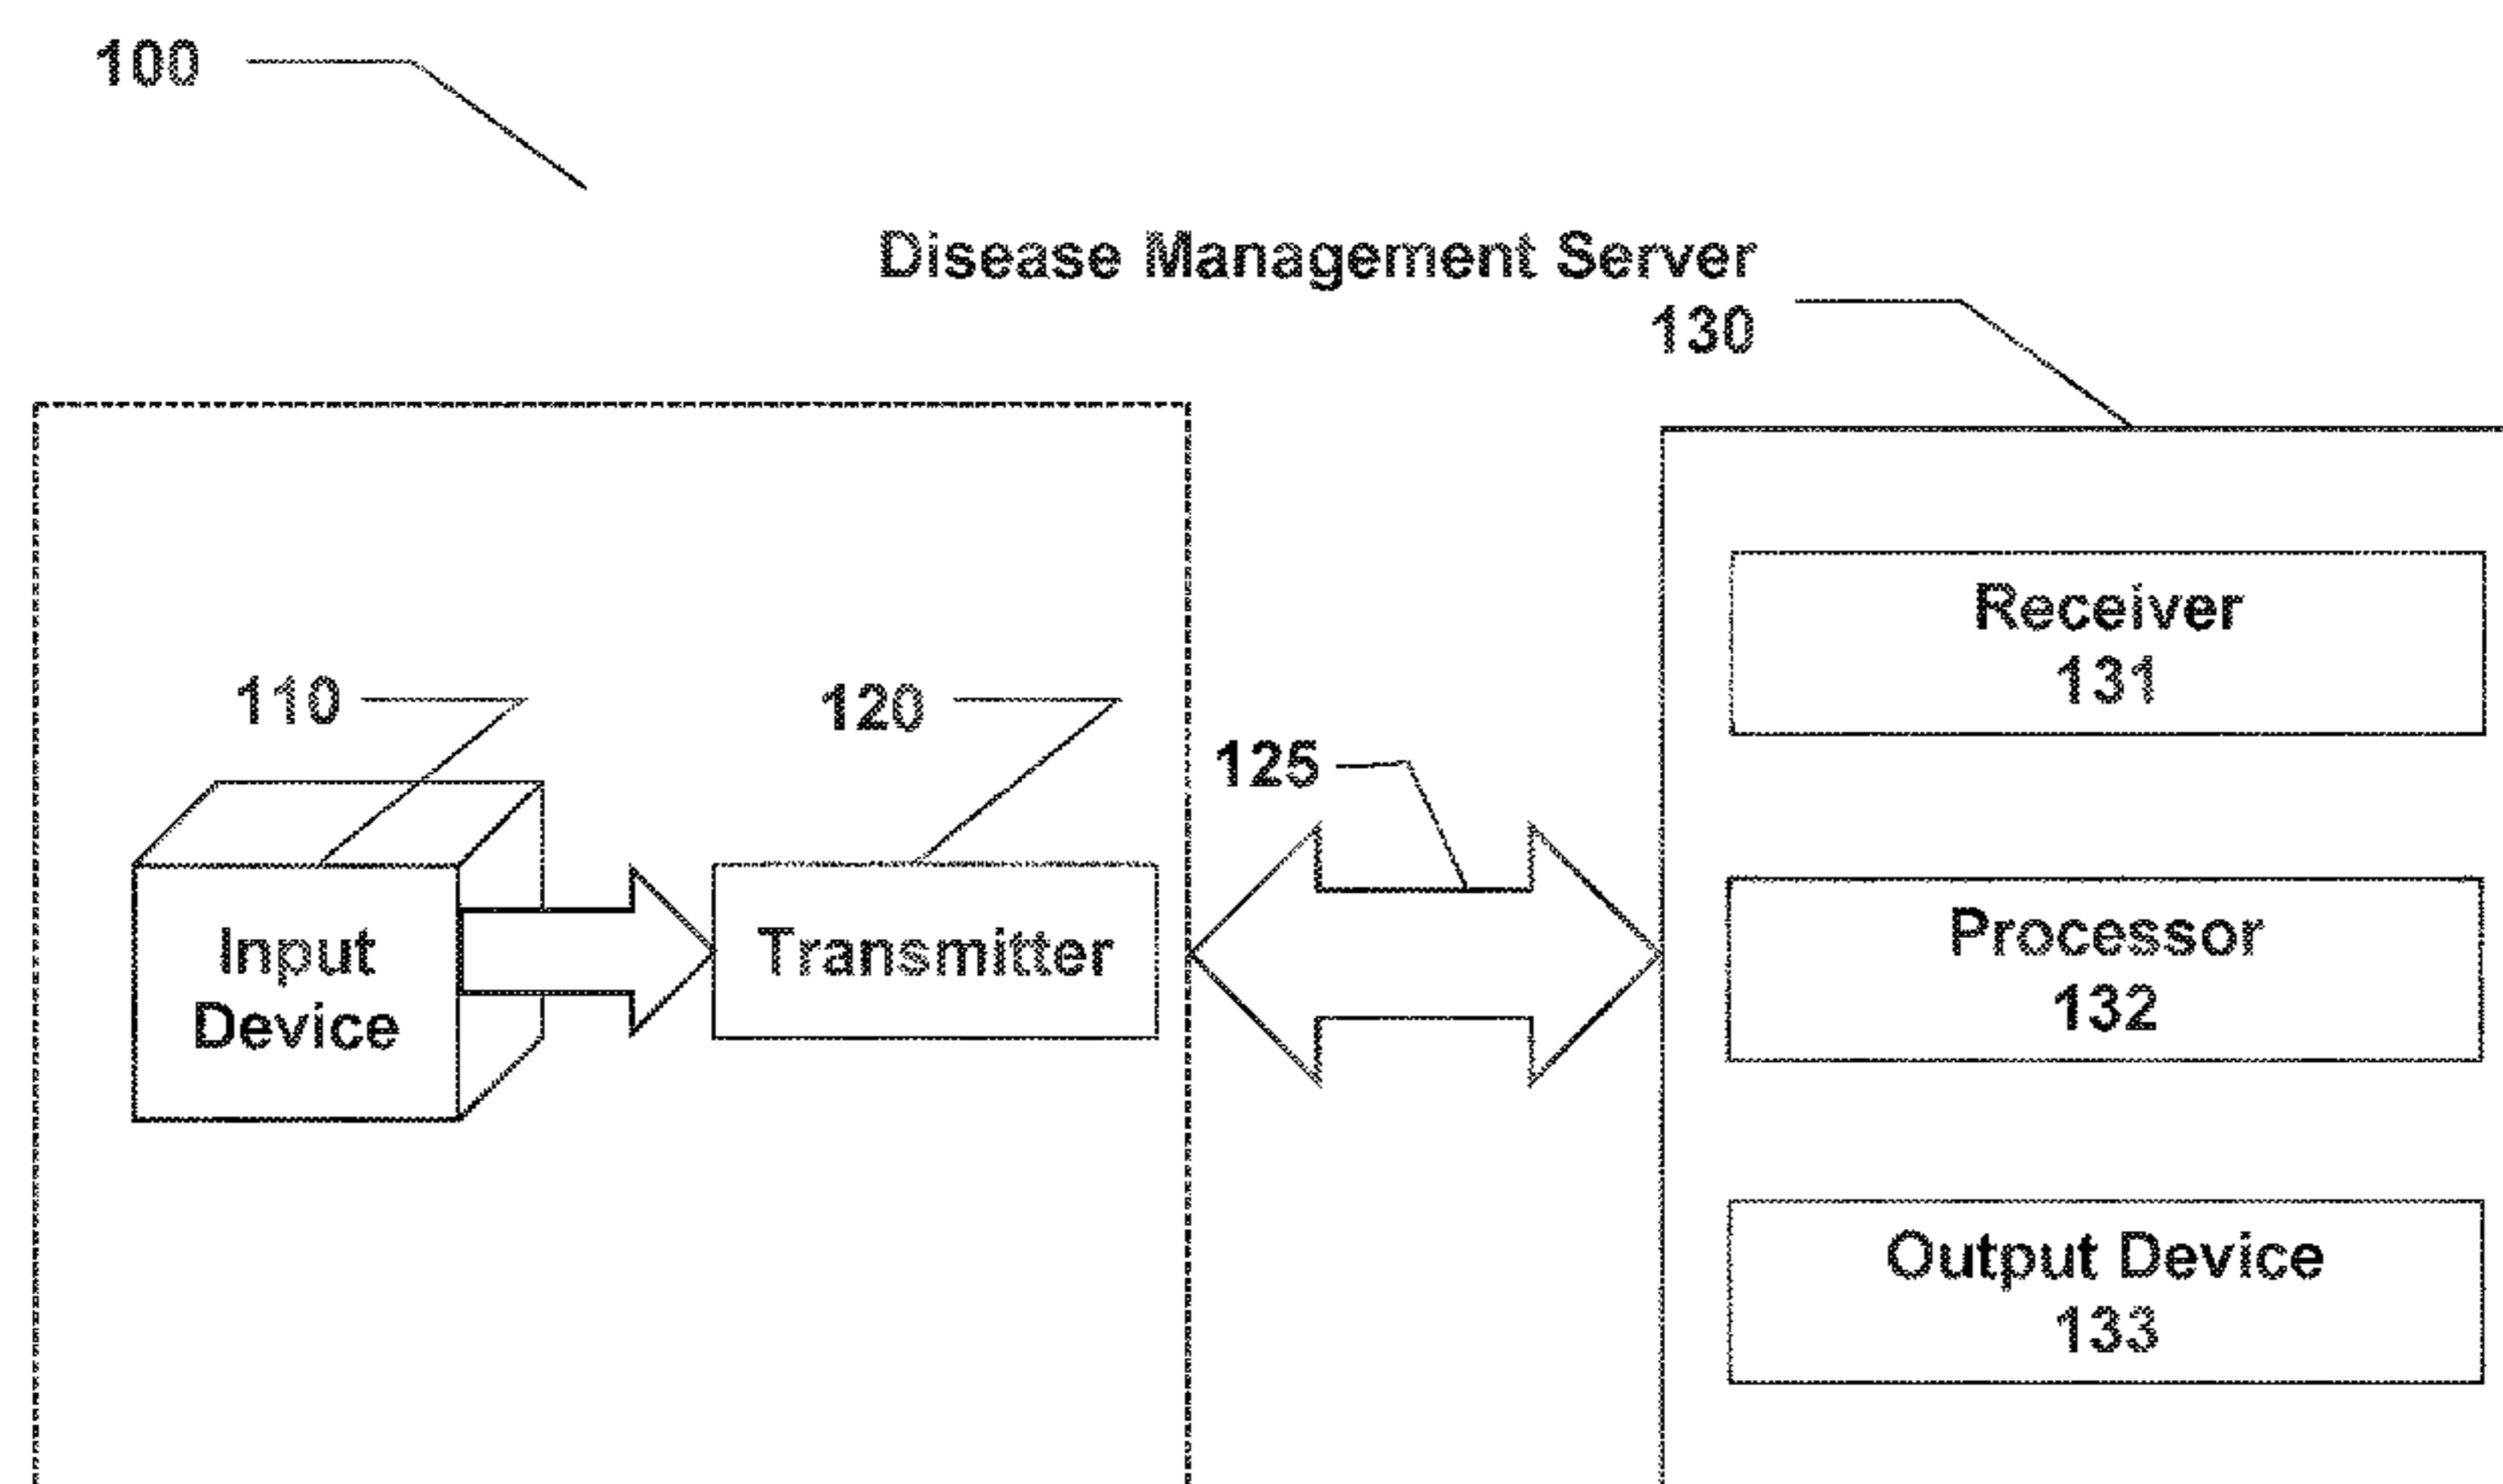 100
Disease Management Server
130
110
120
125
Input
Device
Transmitter
Receiver
131
Processor
132
Output Device
133